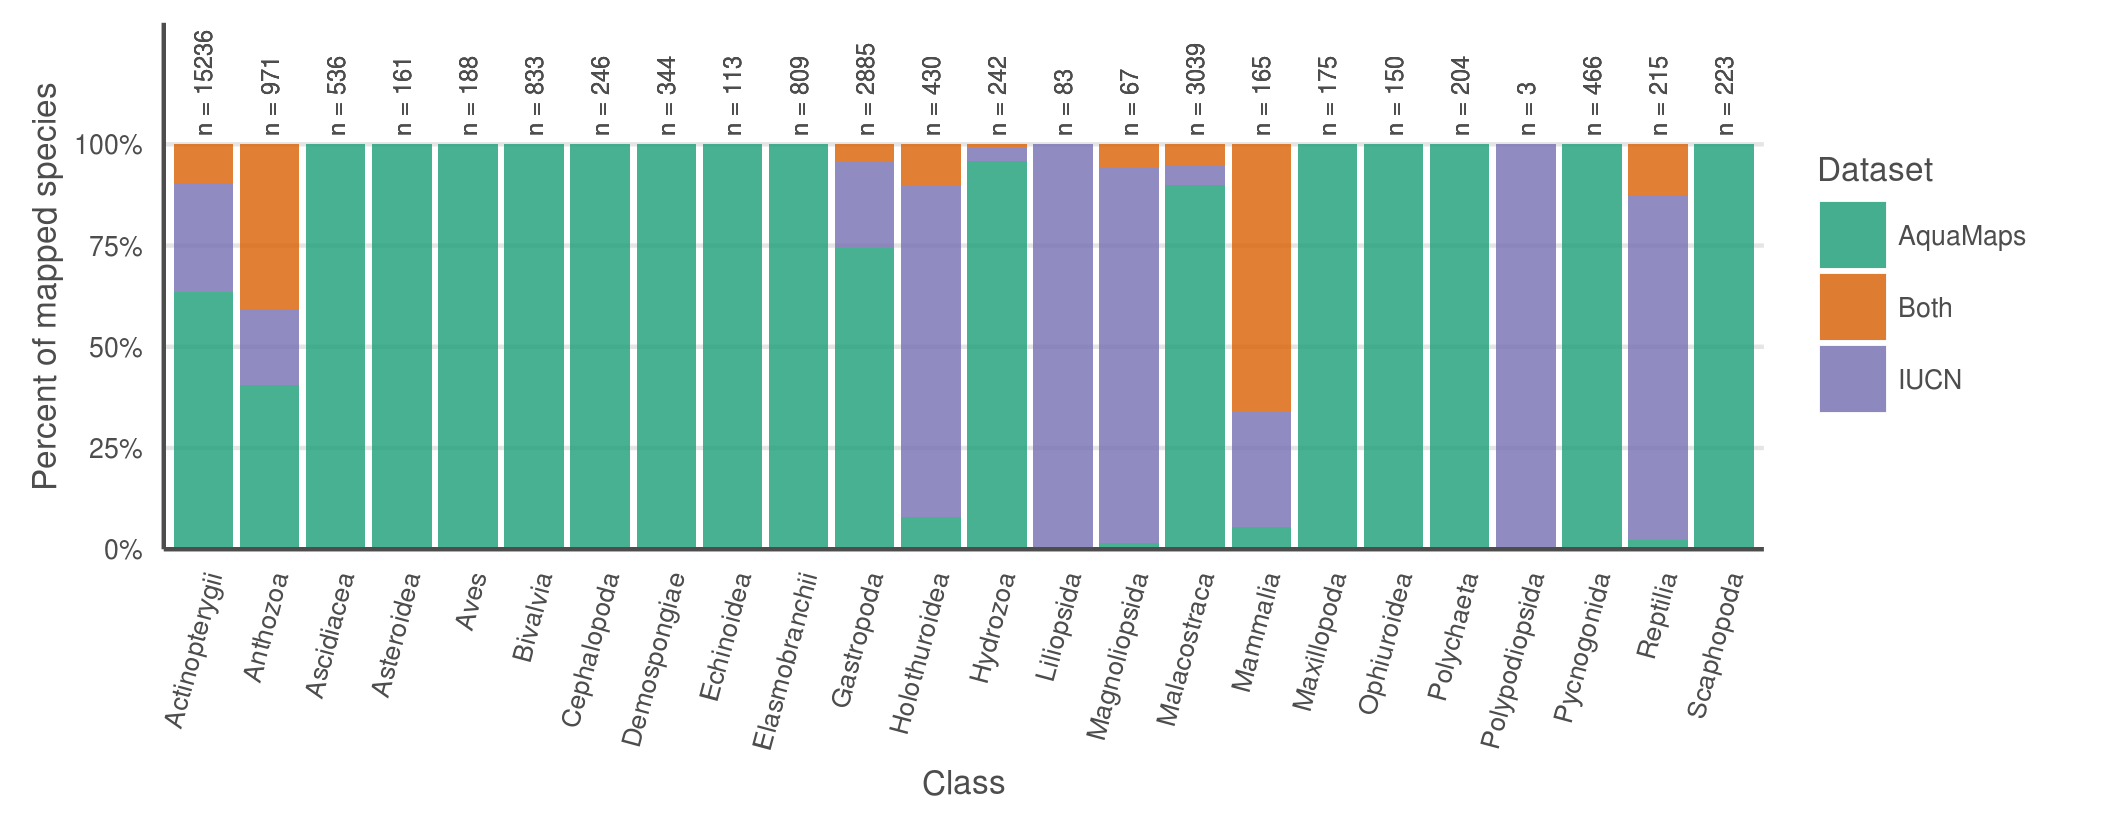 n = 15236
n = 971
n = 536
n = 161
n = 188
n = 833
n = 246
n = 344
n = 113
n = 809
n = 2885
n = 430
n = 242
n = 83
n = 67
n = 3039
n = 165
n = 175
n = 150
n = 204
n = 3
n = 466
n = 215
n = 223
Percent of mapped species
100%
75%
50%
25%
0%
Dataset
AquaMaps
Both
IUCN
Actinopterygii
Anthozoa
Ascidiacea
Asteroidea
Aves
Bivalvia
Cephalopoda
Demospongiae
Echinoidea
Elasmobranchii
Gastropoda
Holothuroidea
Hydrozoa
Liliopsida
Magnoliopsida
Malacostraca
Mammalia
Maxillopoda
Ophiuroidea
Polychaeta
Polypodiopsida
Pycnogonida
Reptilia
Scaphopoda
Class